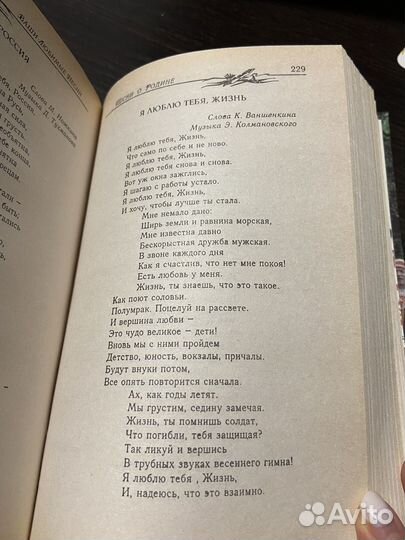 ВАШИ ЛЮБИМЫЕ ПЕСНИ
РОССИЯ
Музыка Д. Тухманова
ПЕСНИ О РОДИНЕ
229
Я ЛЮБЛЮ ТЕБЯ, ЖИЗНЬ
Слова К. Ваншенкина
Музыка Э. Колмановского
Я люблю тебя, Жизнь,
Что само по себе и не ново.
Я люблю тебя, Жизнь,
Я люблю тебя снова и снова.
Вот уж окна зажглись,
Я шагаю с работы устало.
Я люблю тебя, Жизнь,
И хочу, чтобы лучше ты стала.
Мне немало дано:
Ширь земли и равнина морская,
Мне известна давно
Бескорыстная дружба мужская.
В звоне каждого дня
Как я счастлив, что нет мне покоя!
Есть любовь у меня.
Жизнь, ты знаешь, что это такое.
Как поют соловьи.
Полумрак. Поцелуй на рассвете.
И вершина любви –
Это чудо великое – дети!
Вновь мы с ними пройдем
Детство, юность, вокзалы, причалы.
Будут внуки потом,
Все опять повторится сначала.
Ах, как годы летят.
Мы грустим, седину замечая.
Жизнь, ты помнишь солдат,
Что погибли, тебя защищая?
Так ликуй и вершись
В трубных звуках весеннего гимна!
Я люблю тебя , Жизнь,
И, надеюсь, что это взаимно.
Avito